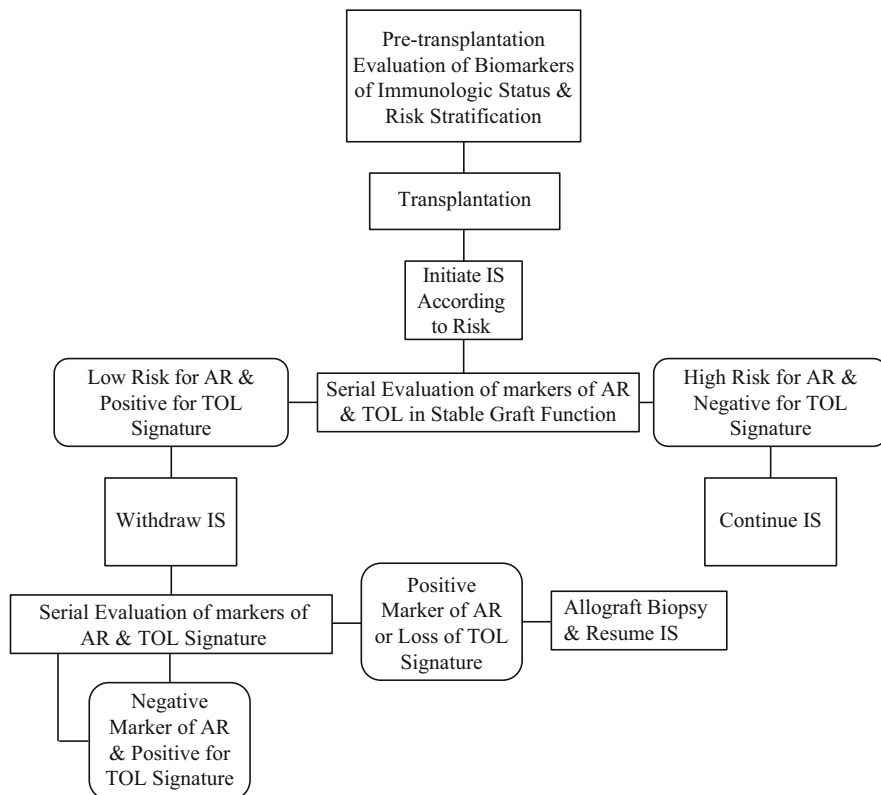 Pre-transplantation
Evaluation of Biomarkers
of Immunologic Status &
Risk Stratification
Transplantation
Initiate IS
According
to Risk
Low Risk for AR &
Positive for TOL
Signature
Serial Evaluation of markers of AR
& TOL in Stable Graft Function
High Risk for AR &
Negative for TOL
Signature
Withdraw IS
Continue IS
Serial Evaluation of markers of
AR & TOL Signature
Positive
Marker of AR
or Loss of TOL
Signature
Allograft Biopsy
& Resume IS
Negative
Marker of AR
& Positive for
TOL Signature